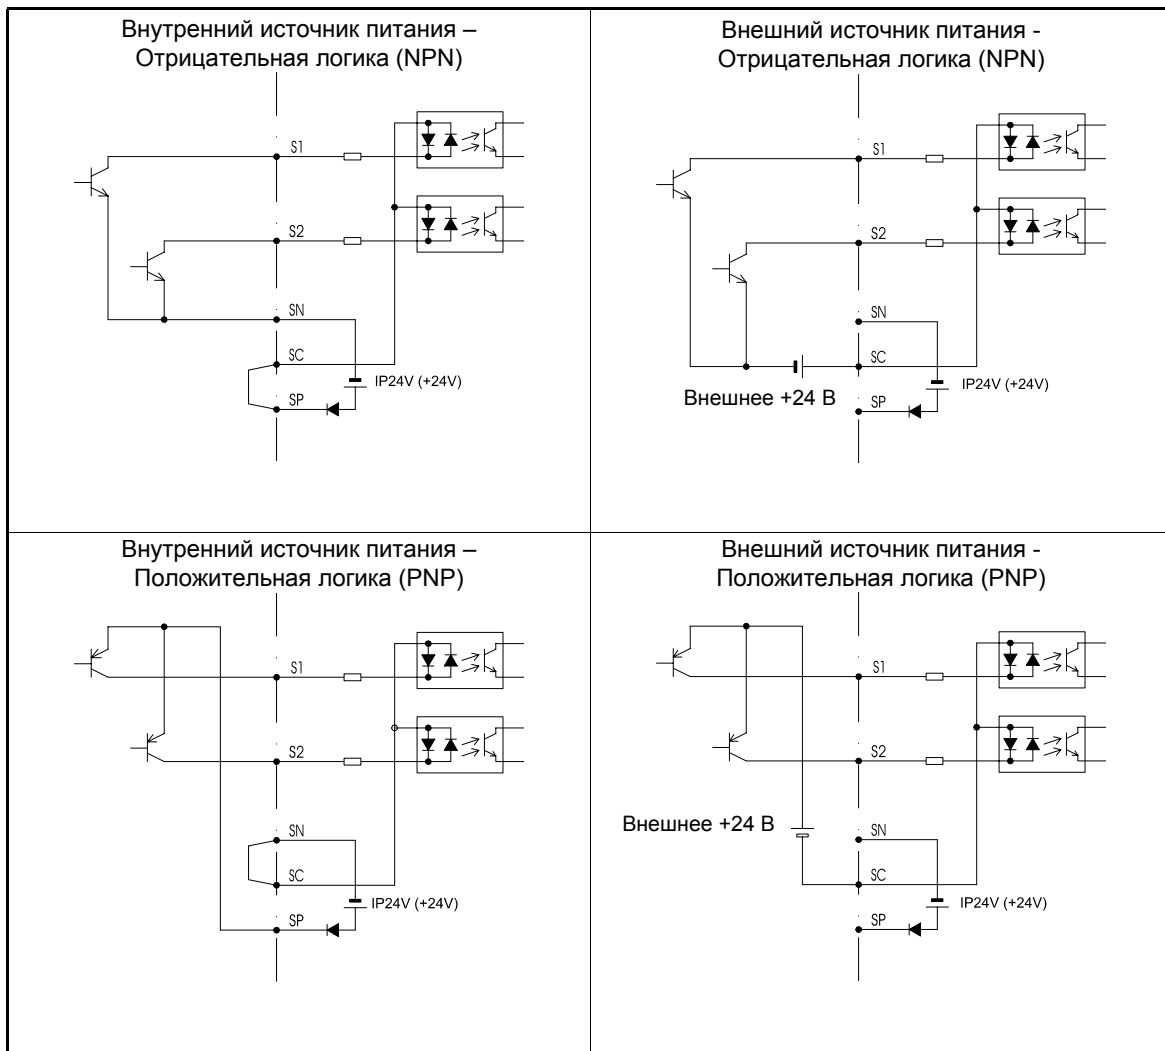 Внутренний источник питания –
Отрицательная логика (NPN)
S1
S2
SN
SC
IP24V (+24V)
SP
Внешний источник питания -
Отрицательная логика (NPN)
S1
S2
SN
SC
IP24V (+24V)
Внешнее +24 В
SP
Внутренний источник питания –
Положительная логика (PNP)
S1
S2
SN
SC
IP24V (+24V)
SP
Внешний источник питания -
Положительная логика (PNP)
S1
S2
Внешнее +24 В
SN
SC
IP24V (+24V)
SP